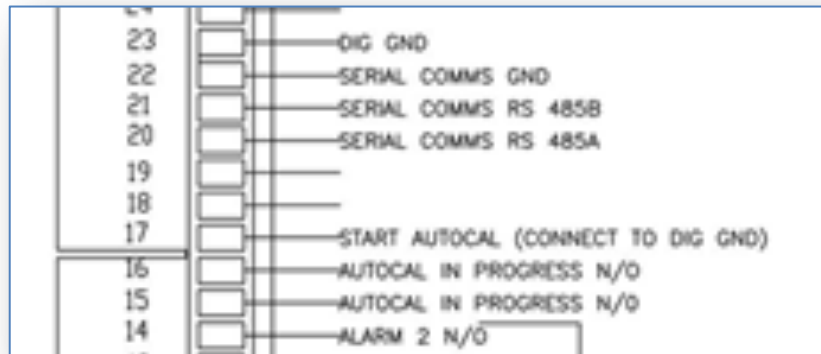 23 DIG GND
22 SERIAL COMMS GND
21 SERIAL COMMS RS 485B
20 SERIAL COMMS RS 485A
19
18
17 START AUTOCAL (CONNECT TO DIG GND)
16 AUTOCAL IN PROGRESS N/O
15 AUTOCAL IN PROGRESS N/O
14 ALARM 2 N/O